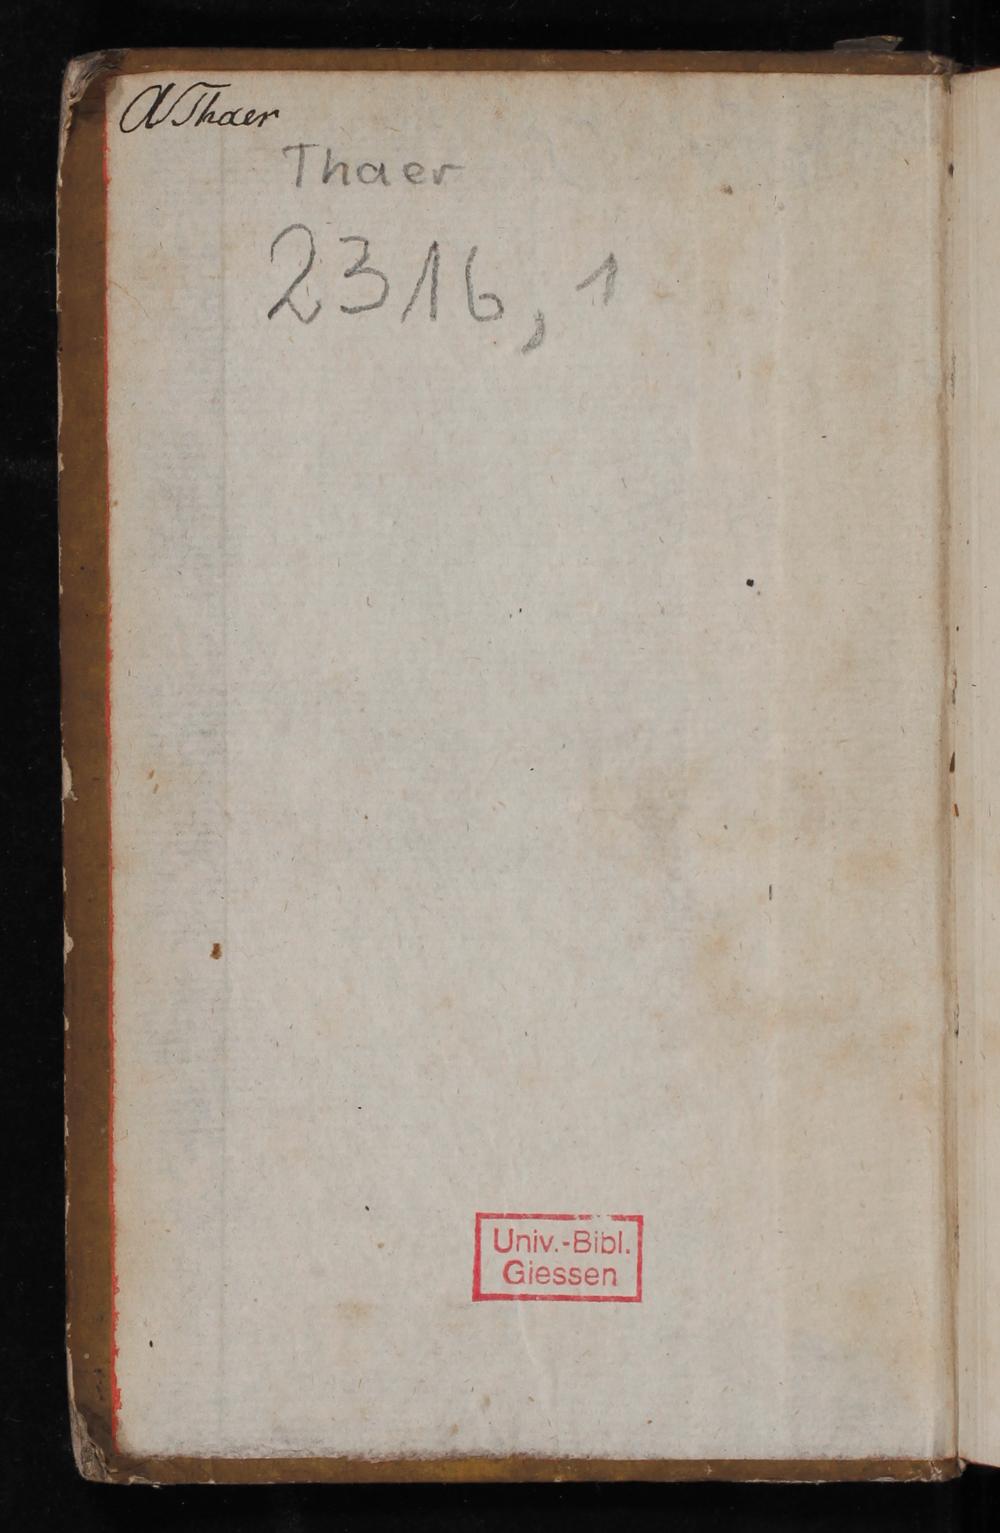 AThaer
Thaer
2316, 1
Univ.-Bibl.
Giessen